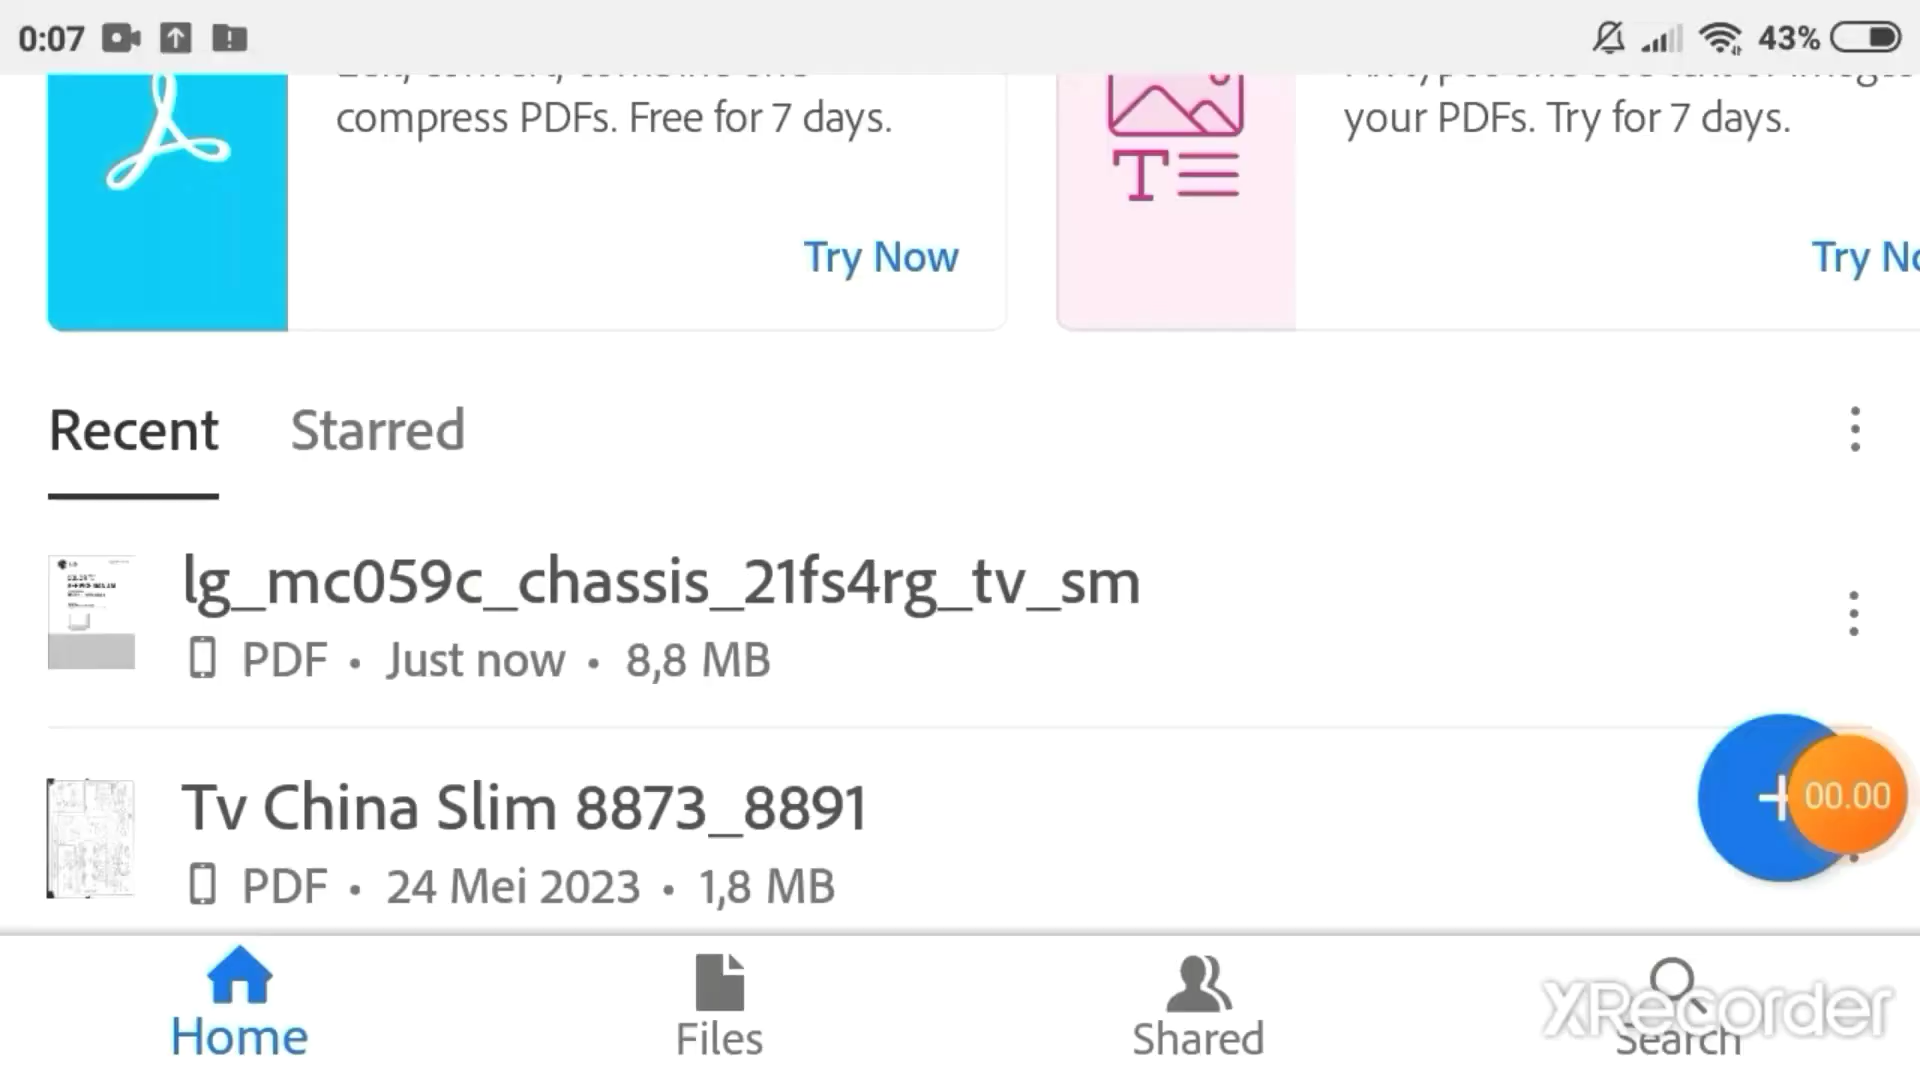 0:07 43%
compress PDFs. Free for 7 days.
Try Now
your PDFs. Try for 7 days.
Try No
Recent Starred
lg_mc059c_chassis_21fs4rg_tv_sm
PDF • Just now • 8,8 MB
Tv China Slim 8873_8891
PDF • 24 Mei 2023 • 1,8 MB
00.00
Home Files Shared Search
XRecorder